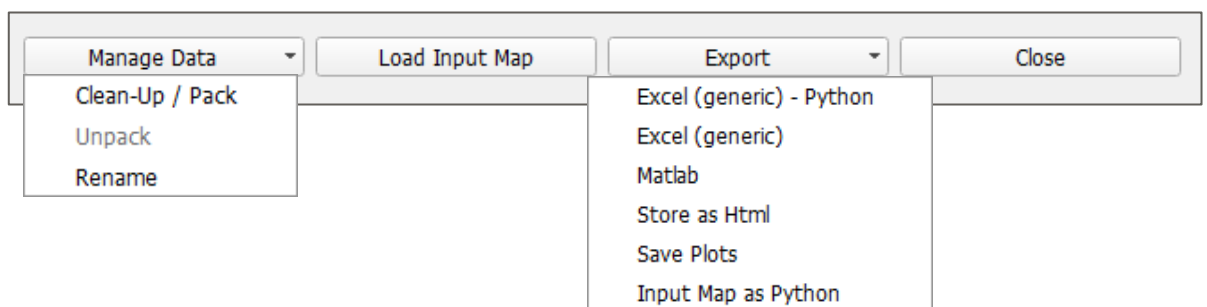 Manage Data
Load Input Map
Export
Close
Clean-Up / Pack
Unpack
Rename
Excel (generic) - Python
Excel (generic)
Matlab
Store as Html
Save Plots
Input Map as Python